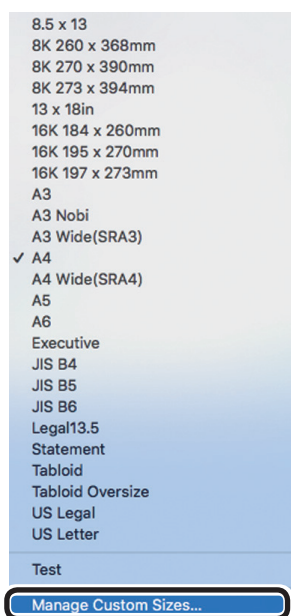 8.5 x 13
8K 260 x 368mm
8K 270 x 390mm
8K 273 x 394mm
13 x 18in
16K 184 x 260mm
16K 195 x 270mm
16K 197 x 273mm
A3
A3 Nobi
A3 Wide(SRA3)
✓ A4
A4 Wide(SRA4)
A5
A6
Executive
JIS B4
JIS B5
JIS B6
Legal13.5
Statement
Tabloid
Tabloid Oversize
US Legal
US Letter
Test
Manage Custom Sizes...